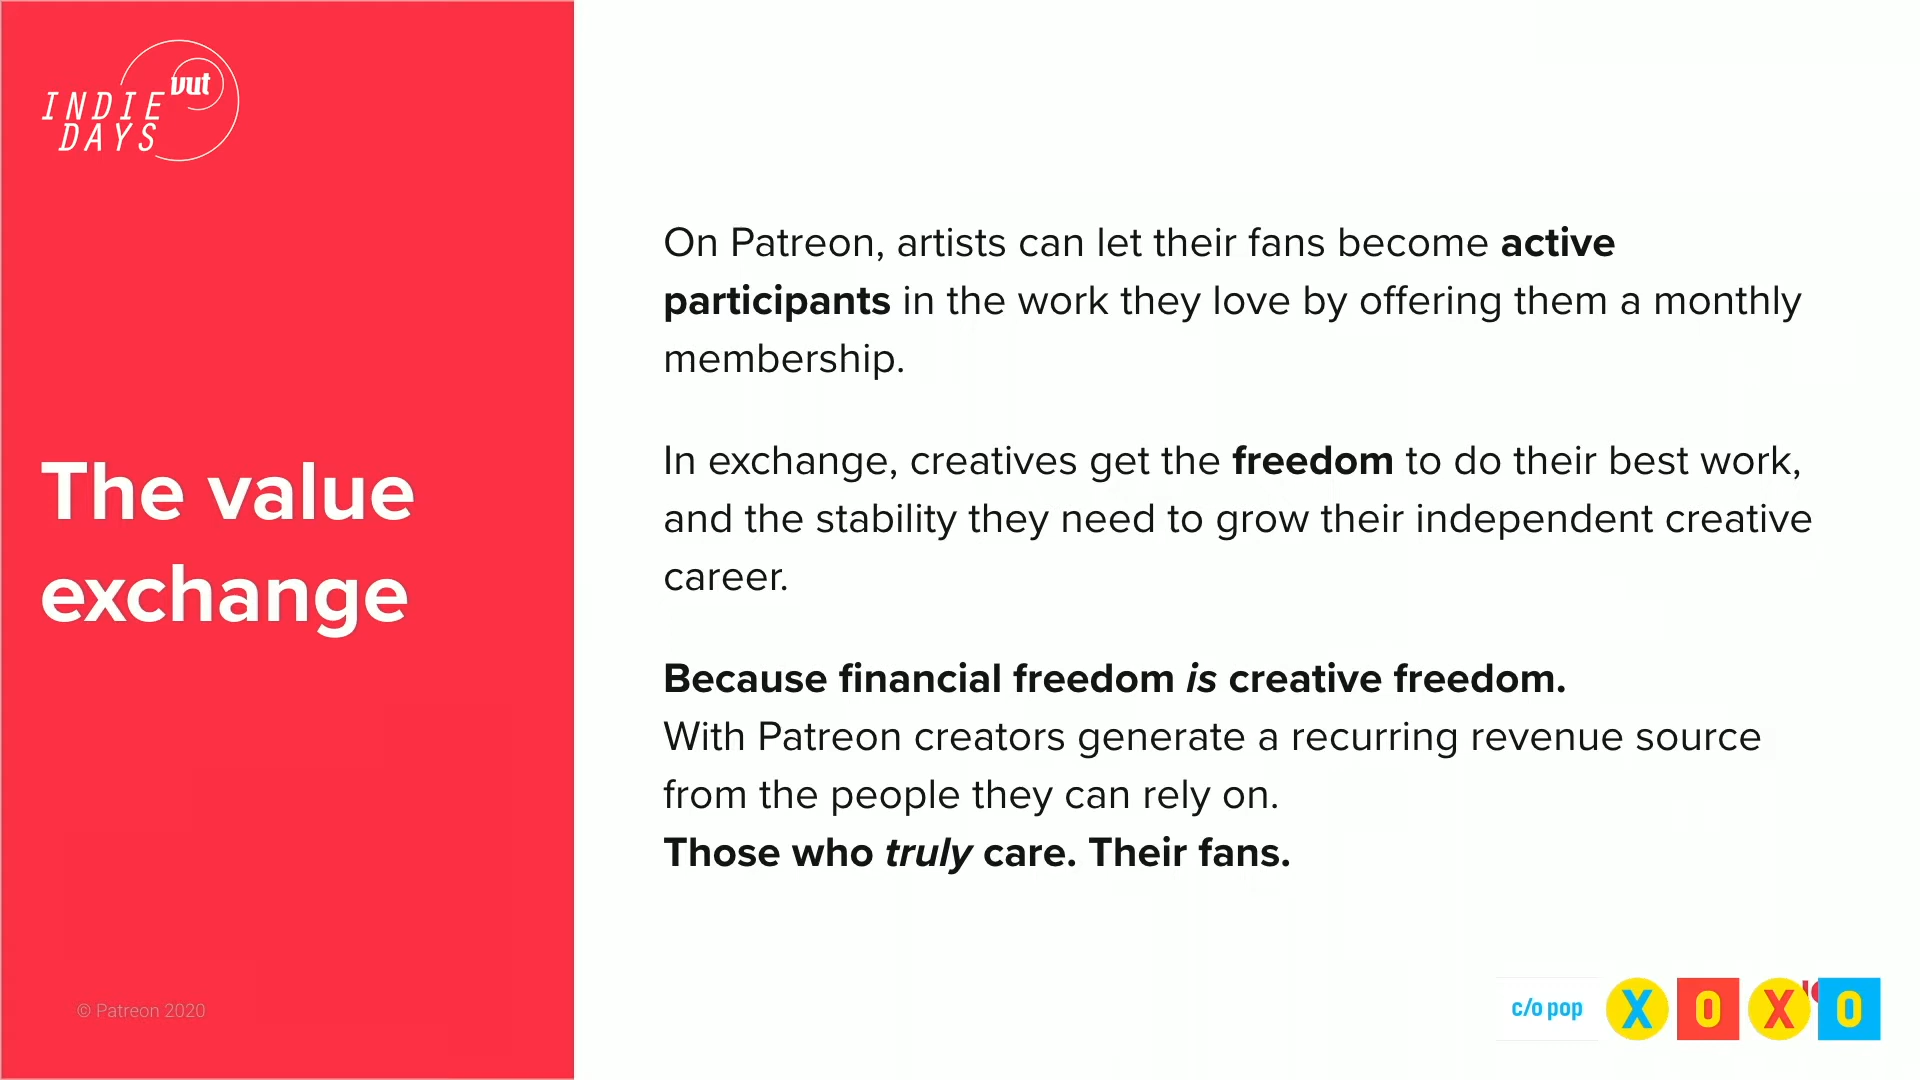 vut
INDIE
DAYS
The value
exchange
© Patreon 2020
On Patreon, artists can let their fans become active
participants in the work they love by offering them a monthly
membership.
In exchange, creatives get the freedom to do their best work,
and the stability they need to grow their independent creative
career.
Because financial freedom is creative freedom.
With Patreon creators generate a recurring revenue source
from the people they can rely on.
Those who truly care. Their fans.
c/o pop X O X O